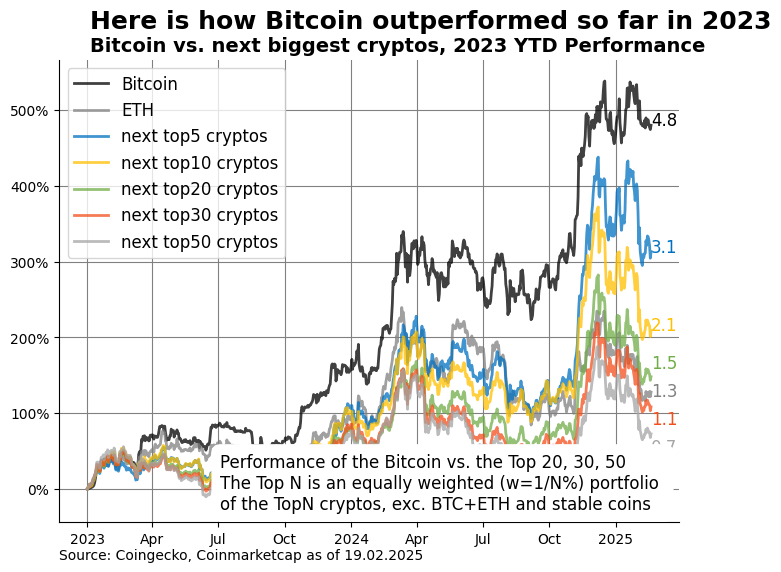 Here is how Bitcoin outperformed so far in 2023
Bitcoin vs. next biggest cryptos, 2023 YTD Performance
Bitcoin
ETH
next top5 cryptos
next top10 cryptos
next top20 cryptos
next top30 cryptos
next top50 cryptos
500%
400%
300%
200%
100%
0%
4.8
3.1
2.1
1.5
1.3
1.1
0.7
Performance of the Bitcoin vs. the Top 20, 30, 50
The Top N is an equally weighted (w=1/N%) portfolio
of the TopN cryptos, exc. BTC+ETH and stable coins
2023 Apr Jul Oct 2024 Apr Jul Oct 2025
Source: Coingecko, Coinmarketcap as of 19.02.2025